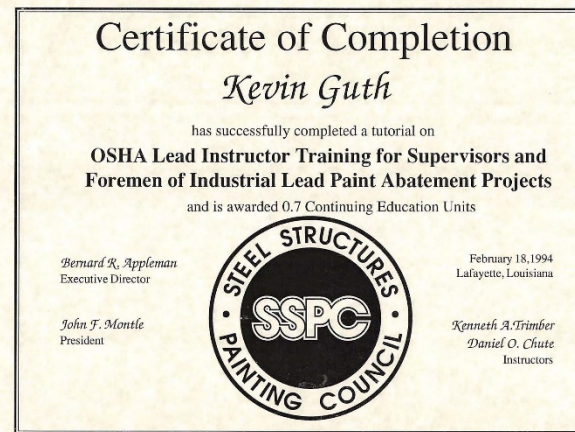 Certificate of Completion
Kevin Guth
has successfully completed a tutorial on
OSHA Lead Instructor Training for Supervisors and
Foremen of Industrial Lead Paint Abatement Projects
and is awarded 0.7 Continuing Education Units
Bernard R. Appleman
Executive Director
John F. Montle
President
STEEL STRUCTURES
SSPC
PAINTING COUNCIL
February 18,1994
Lafayette, Louisiana
Kenneth A.Trimber
Daniel O. Chute
Instructors